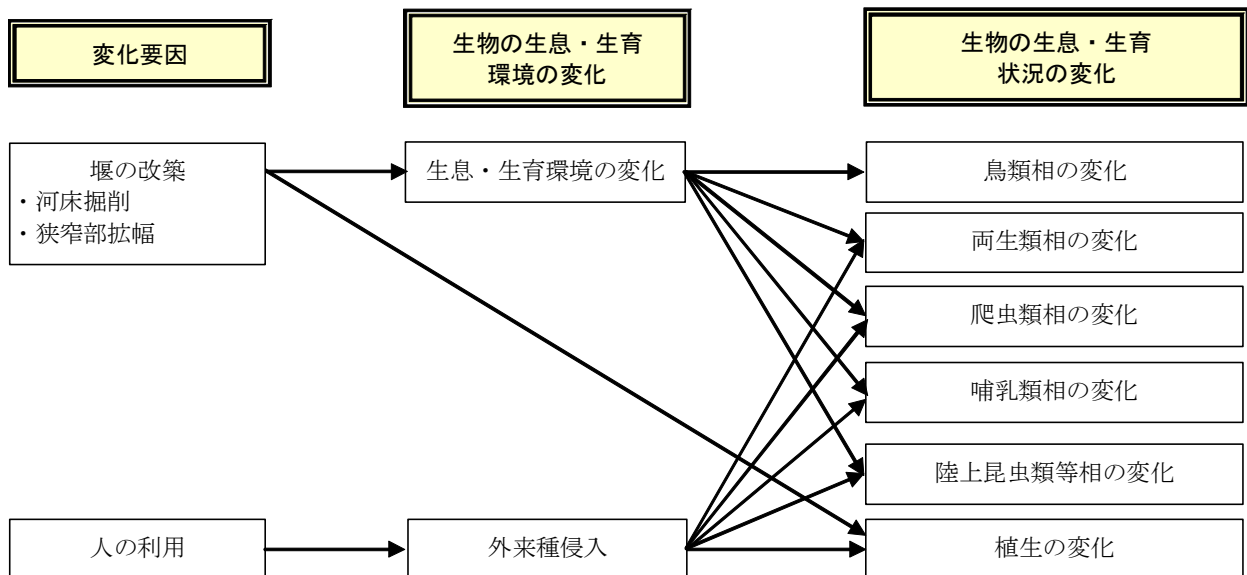 変化要因
生物の生息・生育
環境の変化
生物の生息・生育
状況の変化
堰の改築
・河床掘削
・狭窄部拡幅
生息・生育環境の変化
鳥類相の変化
両生類相の変化
爬虫類相の変化
哺乳類相の変化
陸上昆虫類等相の変化
人の利用
外来種侵入
植生の変化